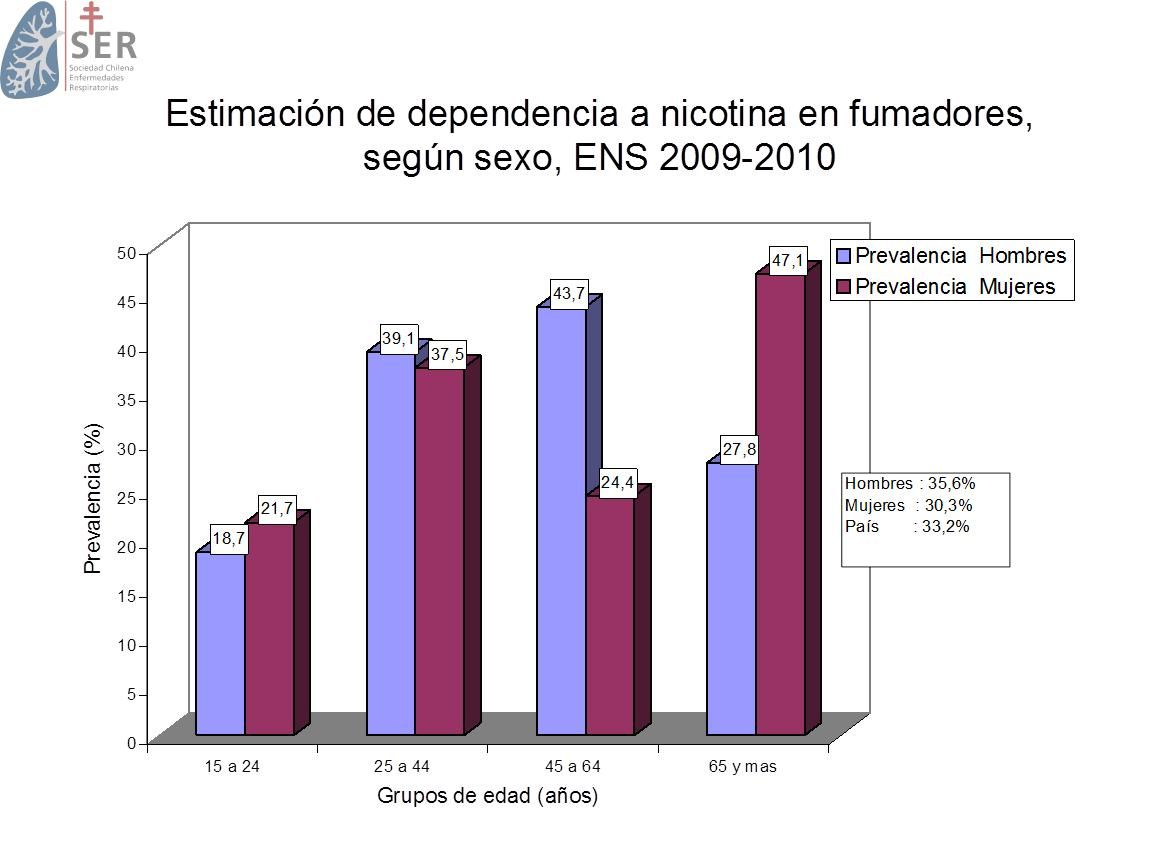 SER
Sociedad Chilena
Enfermedades
Respiratorias
Estimación de dependencia a nicotina en fumadores,
según sexo, ENS 2009-2010
Prevalencia (%)
50
45
40
35
30
25
20
15
10
5
0
18,7
21,7
39,1
37,5
43,7
24,4
27,8
47,1
Prevalencia Hombres
Prevalencia Mujeres
Hombres : 35,6%
Mujeres : 30,3%
País : 33,2%
15 a 24
25 a 44
45 a 64
65 y mas
Grupos de edad (años)